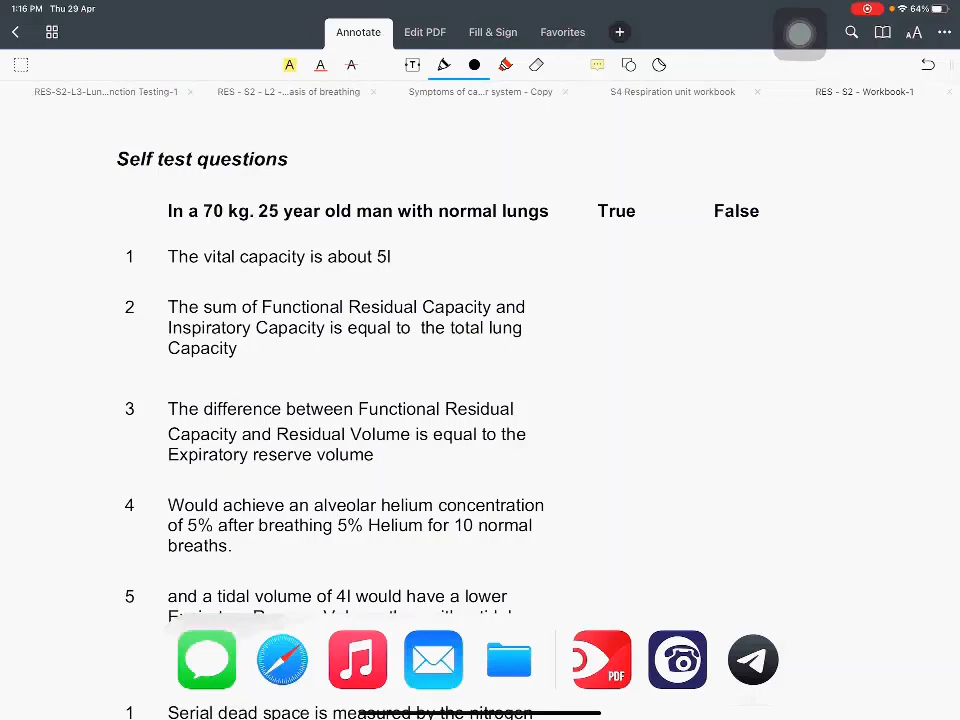 1:16 PM Thu 29 Apr
64%
Annotate
Edit PDF
Fill & Sign
Favorites
RES-S2-L3-Lun...nction Testing-1
RES - S2 - L2 -...asis of breathing
Symptoms of ca...r system - Copy
S4 Respiration unit workbook
RES - S2 - Workbook-1
Self test questions
In a 70 kg. 25 year old man with normal lungs True False
1 The vital capacity is about 5l
2 The sum of Functional Residual Capacity and
Inspiratory Capacity is equal to the total lung
Capacity
3 The difference between Functional Residual
Capacity and Residual Volume is equal to the
Expiratory reserve volume
4 Would achieve an alveolar helium concentration
of 5% after breathing 5% Helium for 10 normal
breaths.
5 and a tidal volume of 4l would have a lower
PDF
1 Serial dead space is measured by the nitrogen